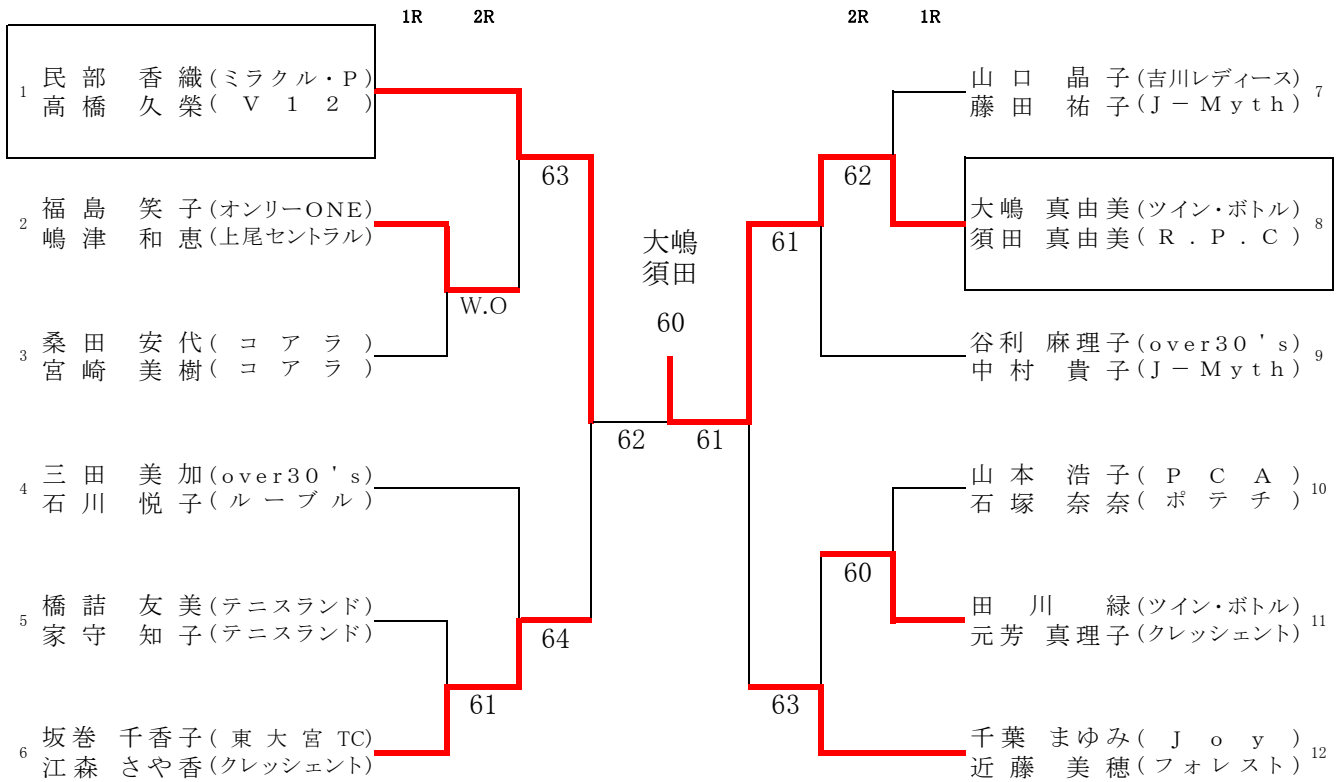 1R 2R
2R 1R
1 民部 香織(ミラクル・P)
高橋 久榮(V12)
2 福島 笑子(オンリーONE)
嶋津 和恵(上尾セントラル)
3 桑田 安代(コアラ)
宮崎 美樹(コアラ)
4 三田 美加(over30's)
石川 悦子(ルーブル)
5 橋詰 友美(テニスランド)
家守 知子(テニスランド)
6 坂巻 千香子(東大宮TC)
江森 さや香(クレッシェント)
63
W.O
64
61
62
大嶋
須田
60
61
61
62
60
63
山口 晶子(吉川レディース) 7
藤田 祐子(J-Myth)
大嶋 真由美(ツイン・ボトル) 8
須田 真由美(R.P.C)
谷利 麻理子(over30's) 9
中村 貴子(J-Myth)
山本 浩子(PCA) 10
石塚 奈奈(ポテチ)
田川 緑(ツイン・ボトル) 11
元芳 真理子(クレッシェント)
千葉 まゆみ(Joy) 12
近藤 美穂(フォレスト)